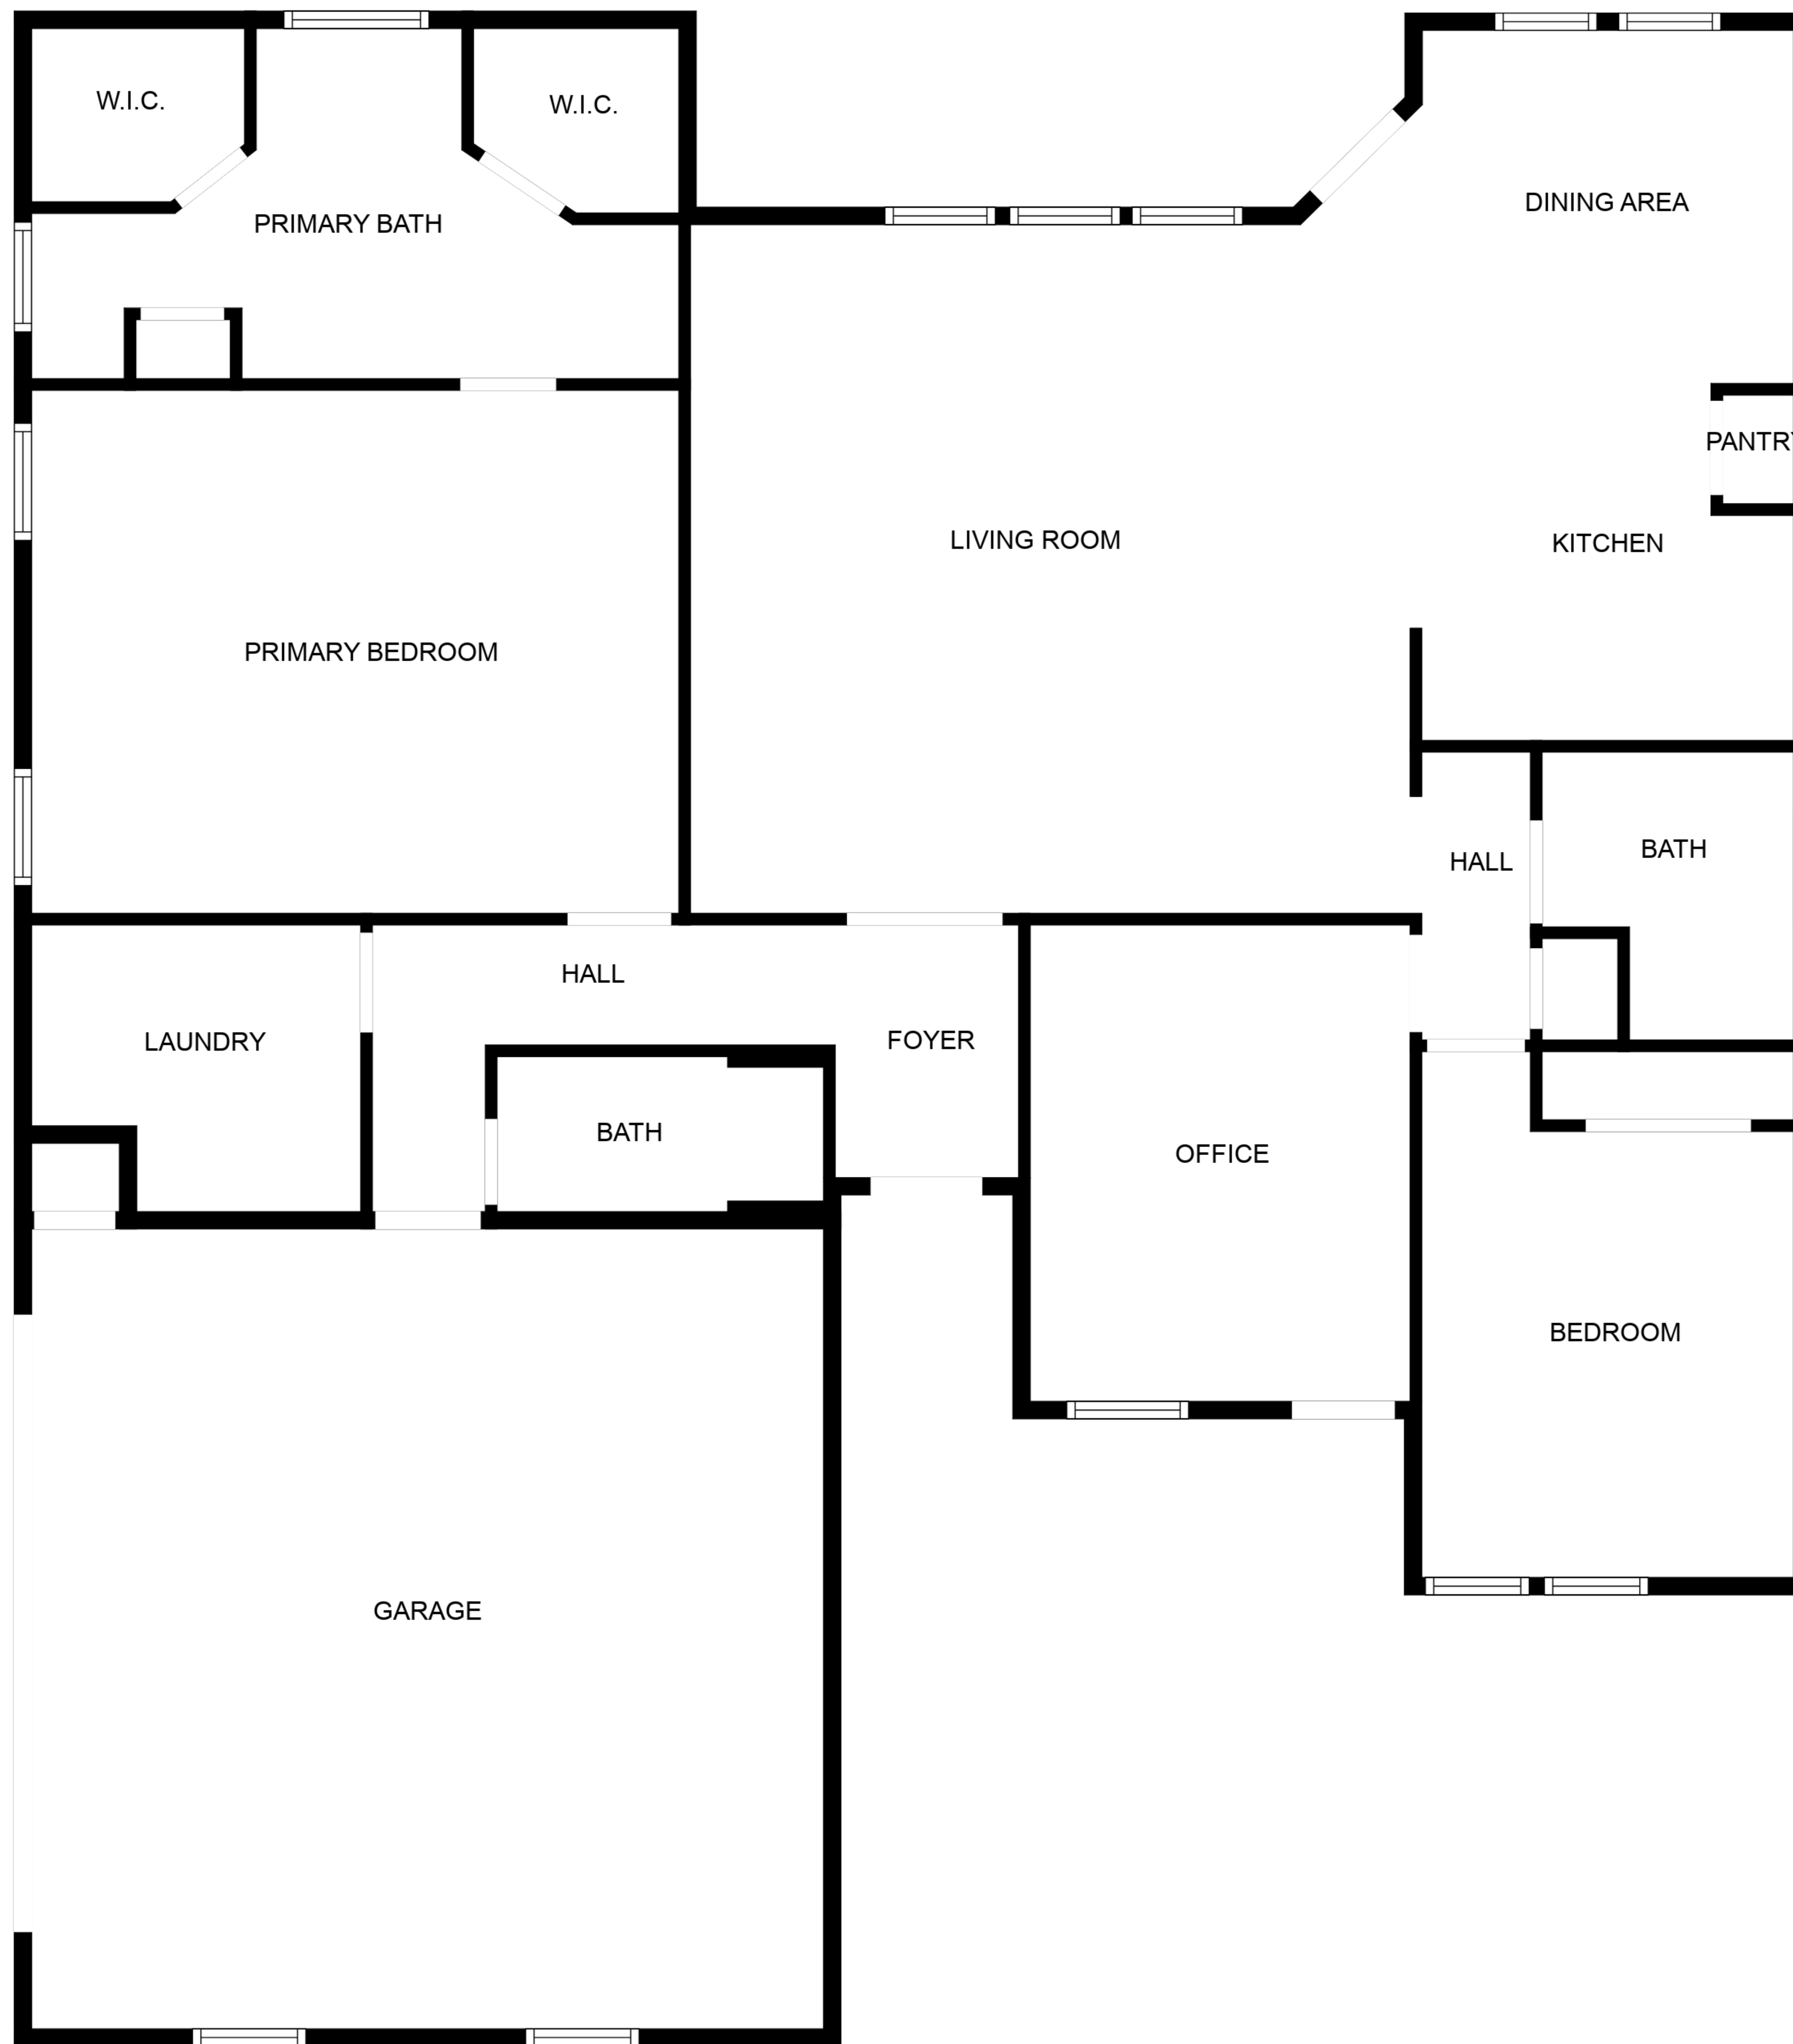 W.I.C.
W.I.C.
DINING AREA
PRIMARY BATH
PANTRY
LIVING ROOM
KITCHEN
PRIMARY BEDROOM
BATH
HALL
HALL
FOYER
LAUNDRY
BATH
OFFICE
BEDROOM
GARAGE